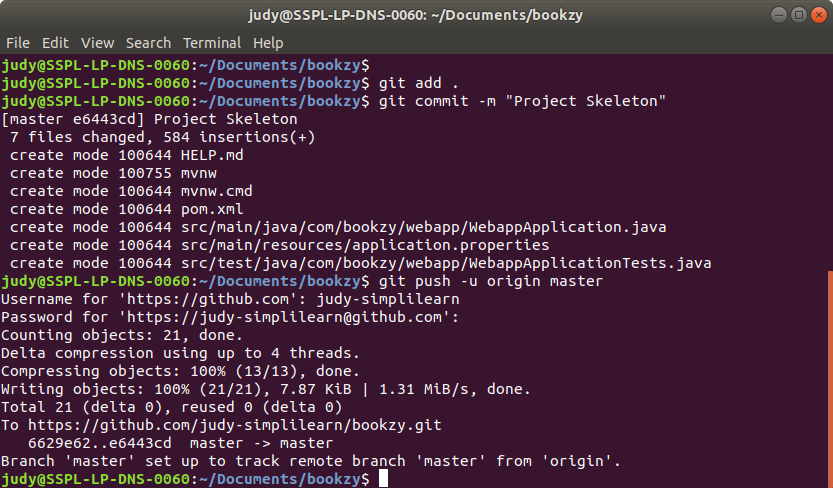 judy@SSPL-LP-DNS-0060: ~/Documents/bookzy
File Edit View Search Terminal Help
judy@SSPL-LP-DNS-0060:~/Documents/bookzy$
judy@SSPL-LP-DNS-0060:~/Documents/bookzy$ git add .
judy@SSPL-LP-DNS-0060:~/Documents/bookzy$ git commit -m "Project Skeleton"
[master e6443cd] Project Skeleton
 7 files changed, 584 insertions(+)
 create mode 100644 HELP.md
 create mode 100755 mvnw
 create mode 100644 mvnw.cmd
 create mode 100644 pom.xml
 create mode 100644 src/main/java/com/bookzy/webapp/WebappApplication.java
 create mode 100644 src/main/resources/application.properties
 create mode 100644 src/test/java/com/bookzy/webapp/WebappApplicationTests.java
judy@SSPL-LP-DNS-0060:~/Documents/bookzy$ git push -u origin master
Username for 'https://github.com': judy-simplilearn
Password for 'https://judy-simplilearn@github.com':
Counting objects: 21, done.
Delta compression using up to 4 threads.
Compressing objects: 100% (13/13), done.
Writing objects: 100% (21/21), 7.87 KiB | 1.31 MiB/s, done.
Total 21 (delta 0), reused 0 (delta 0)
To https://github.com/judy-simplilearn/bookzy.git
   6629e62..e6443cd  master -> master
Branch 'master' set up to track remote branch 'master' from 'origin'.
judy@SSPL-LP-DNS-0060:~/Documents/bookzy$